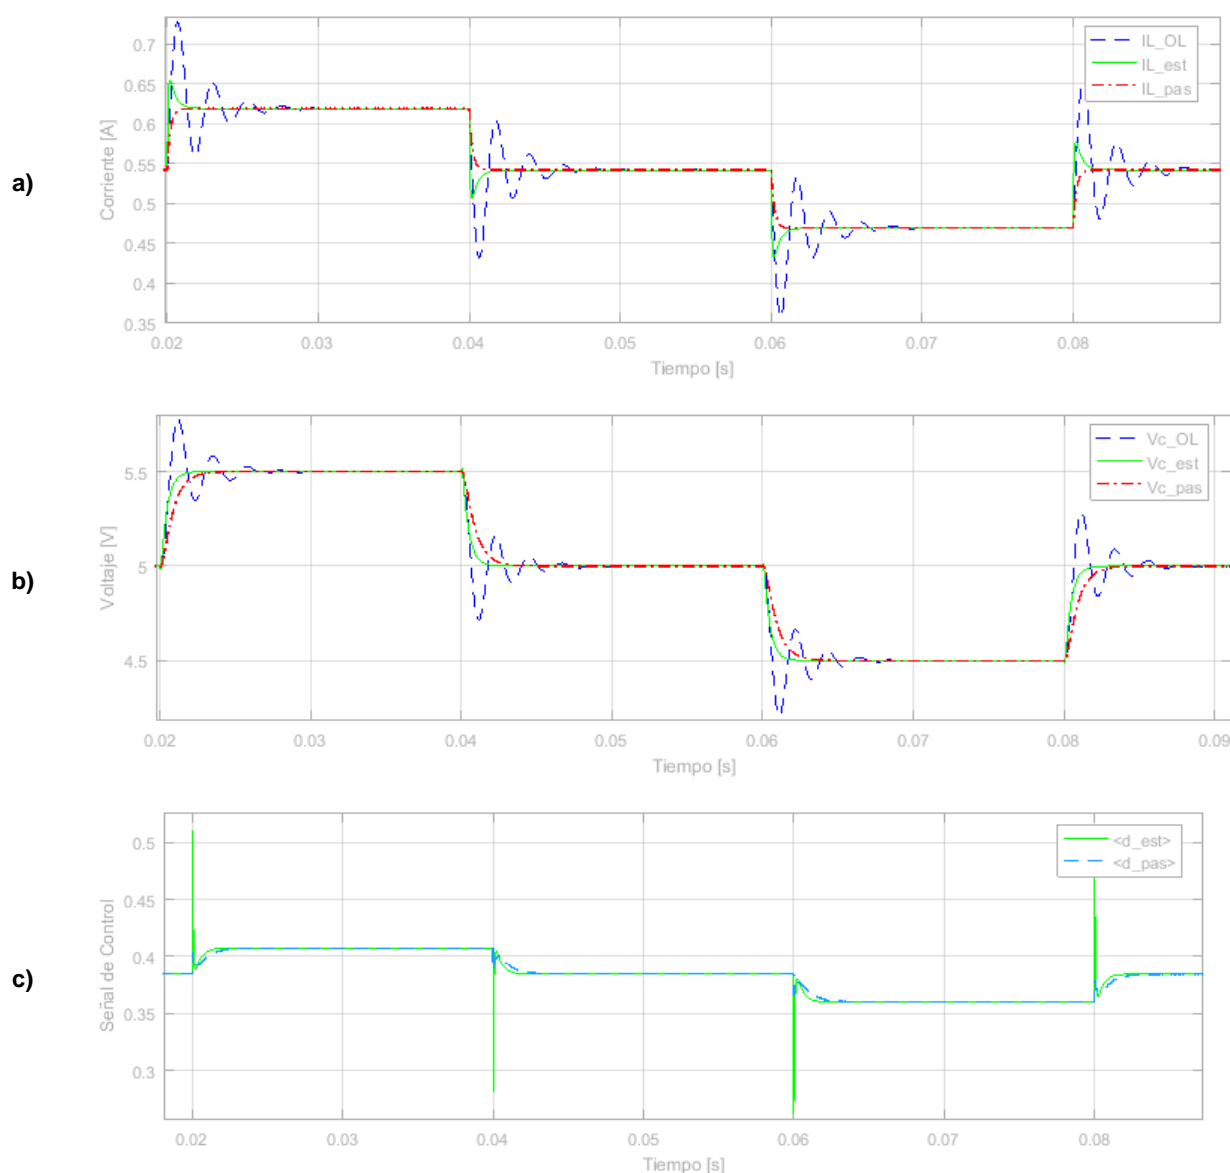 a)
Corriente [A]
0.7
0.65
0.6
0.55
0.5
0.45
0.4
0.35
IL_OL
IL_est
IL_pas
0.02 0.03 0.04 0.05 0.06 0.07 0.08
Tiempo [s]
b)
Voltaje [V]
5.5
5
4.5
Vc_OL
Vc_est
Vc_pas
0.02 0.03 0.04 0.05 0.06 0.07 0.08 0.09
Tiempo [s]
c)
Señal de Control
0.5
0.45
0.4
0.35
0.3
<d_est>
<d_pas>
0.02 0.03 0.04 0.05 0.06 0.07 0.08
Tiempo [s]